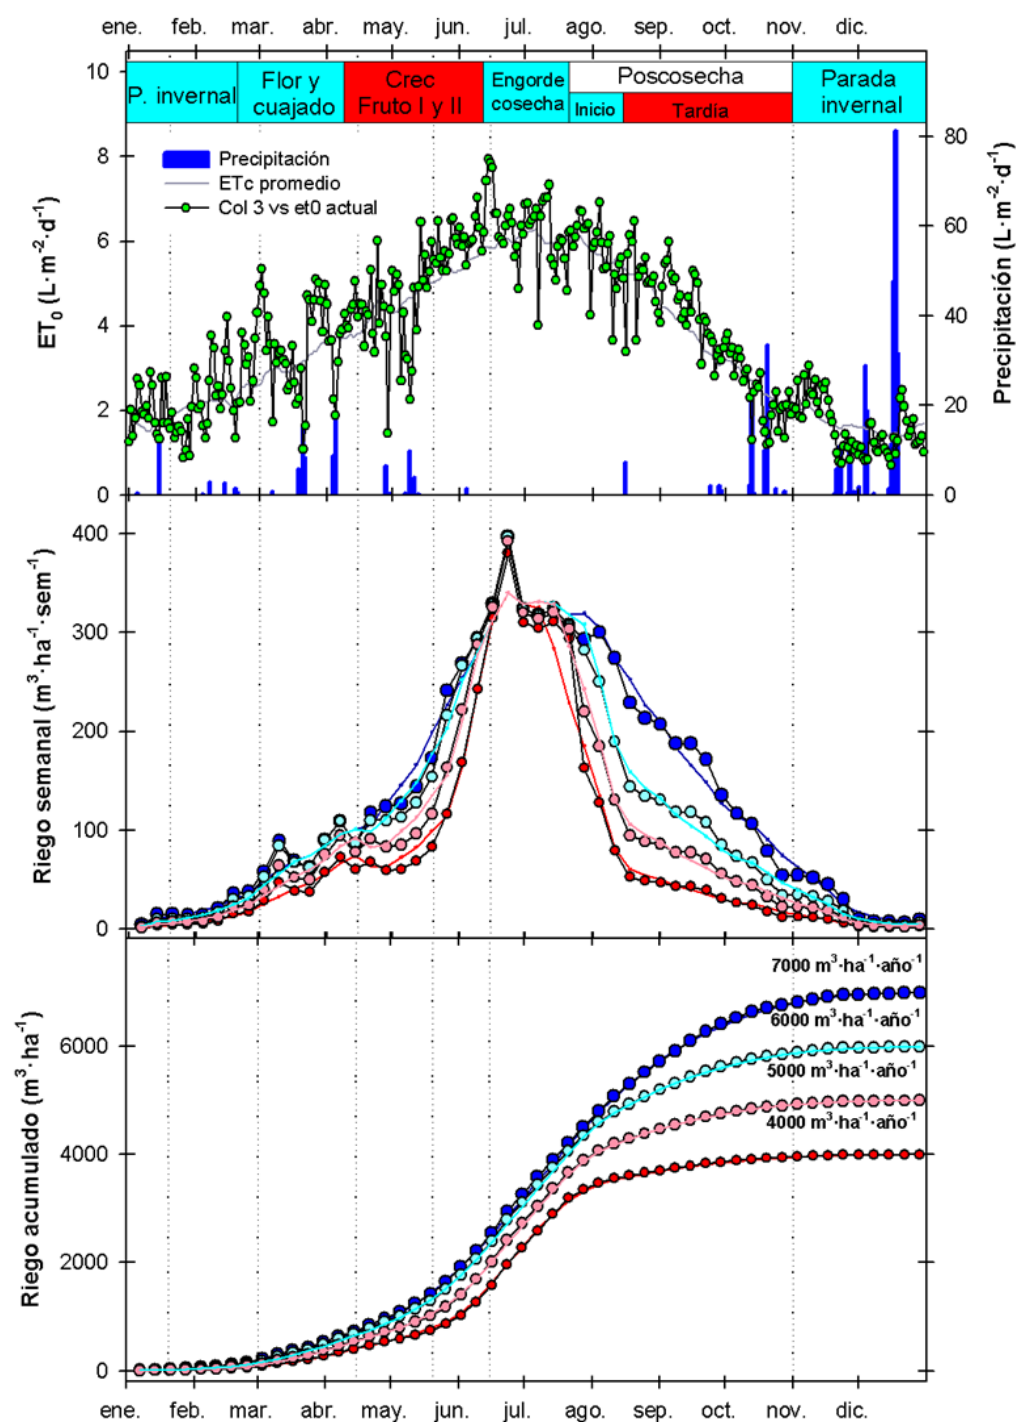 ene. feb. mar. abr. may. jun. jul. ago. sep. oct. nov. dic.
10
8
6
4
2
0
ET0 (L·m-2·d-1)
P. invernal
Flor y
cuajado
Crec
Fruto I y II
Engorde
cosecha
Poscosecha
Inicio
Tardía
Parada
invernal
Precipitación
ETc promedio
Col 3 vs et0 actual
80
60
40
20
0
Precipitación (L·m-2·d-1)
400
300
200
100
0
Riego semanal (m3·ha-1·sem-1)
7000 m3·ha-1·año-1
6000 m3·ha-1·año-1
5000 m3·ha-1·año-1
4000 m3·ha-1·año-1
6000
4000
2000
0
Riego acumulado (m3·ha-1)
ene. feb. mar. abr. may. jun. jul. ago. sep. oct. nov. dic.